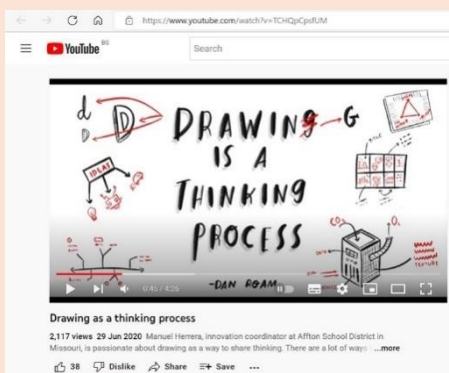 https://www.youtube.com/watch?v=TCHQpCpsfUM
YouTube BG
Search
d
D
D
DRAWING
G
IS A
THINKING
PROCESS
-DAN ROAM
IDEAS
CO₂
O₂
TEXTURE
0:45 / 4:26
Drawing as a thinking process
2,117 views 29 Jun 2020 Manuel Herrera, innovation coordinator at Affton School District in
Missouri, is passionate about drawing as a way to share thinking. There are a lot of ways ...more
38 Dislike Share Save ...